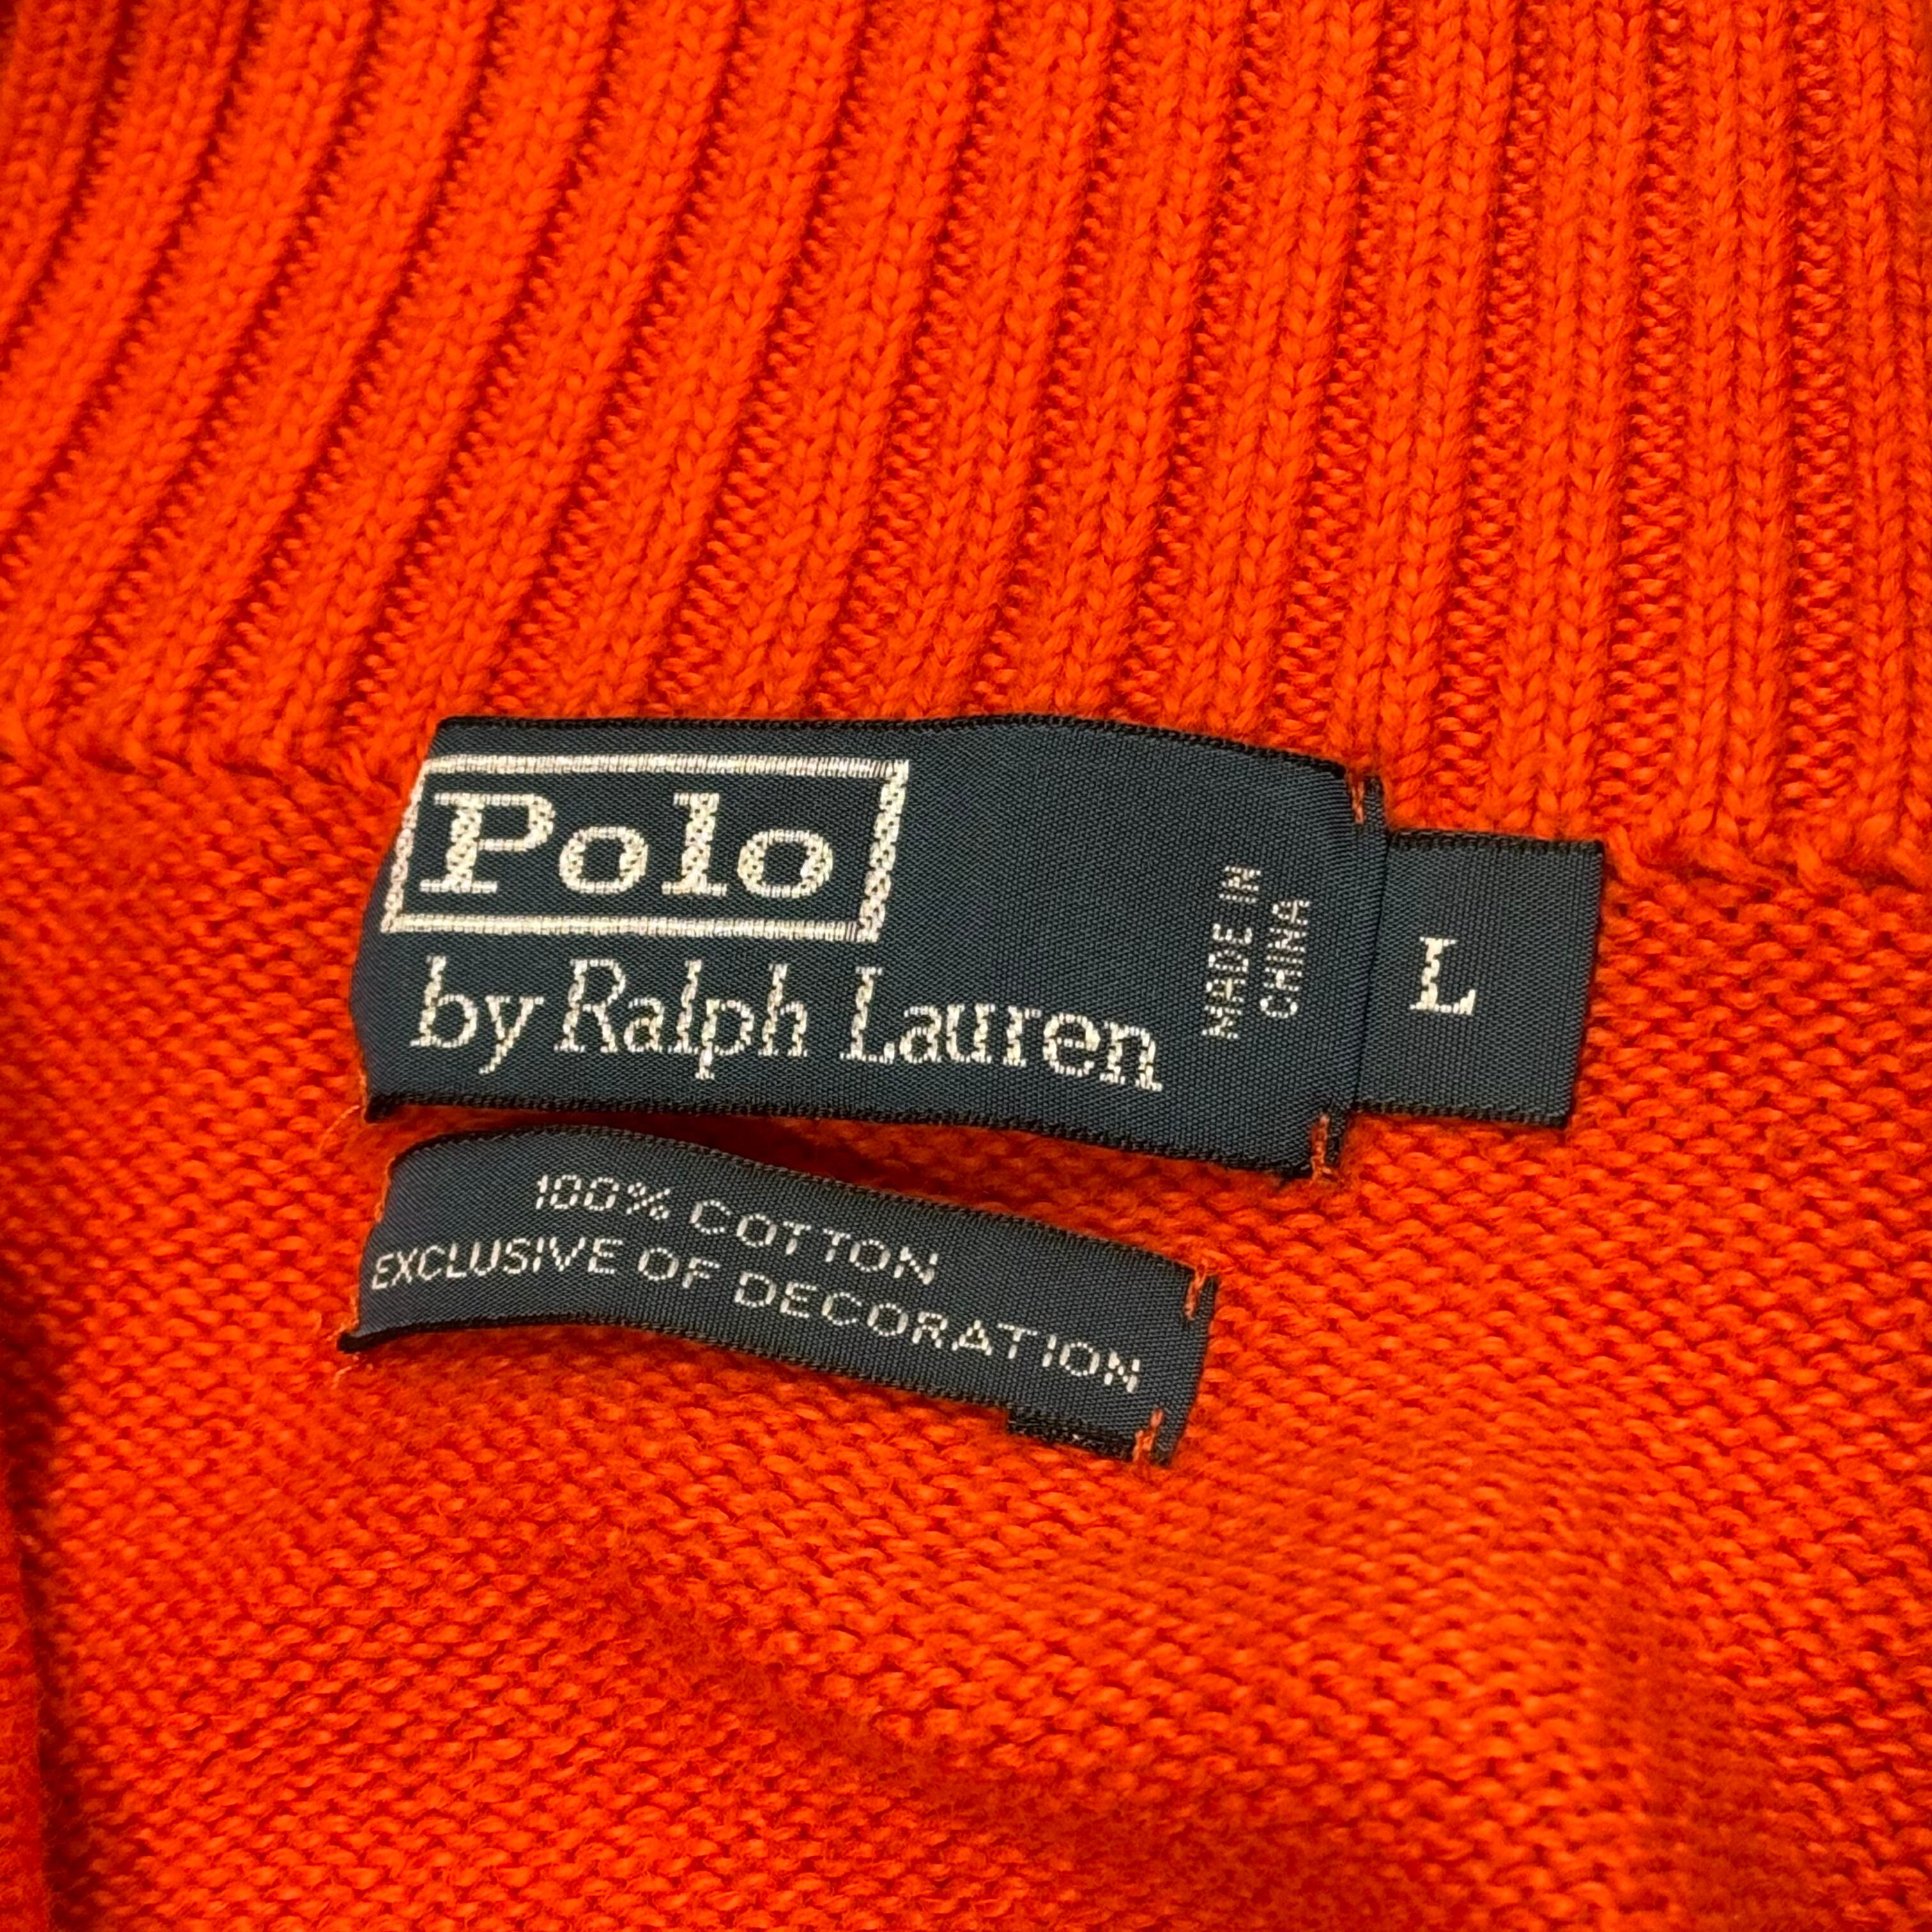 Polo
by Ralph Lauren
MADE IN
CHINA
L
100% COTTON
EXCLUSIVE OF DECORATION